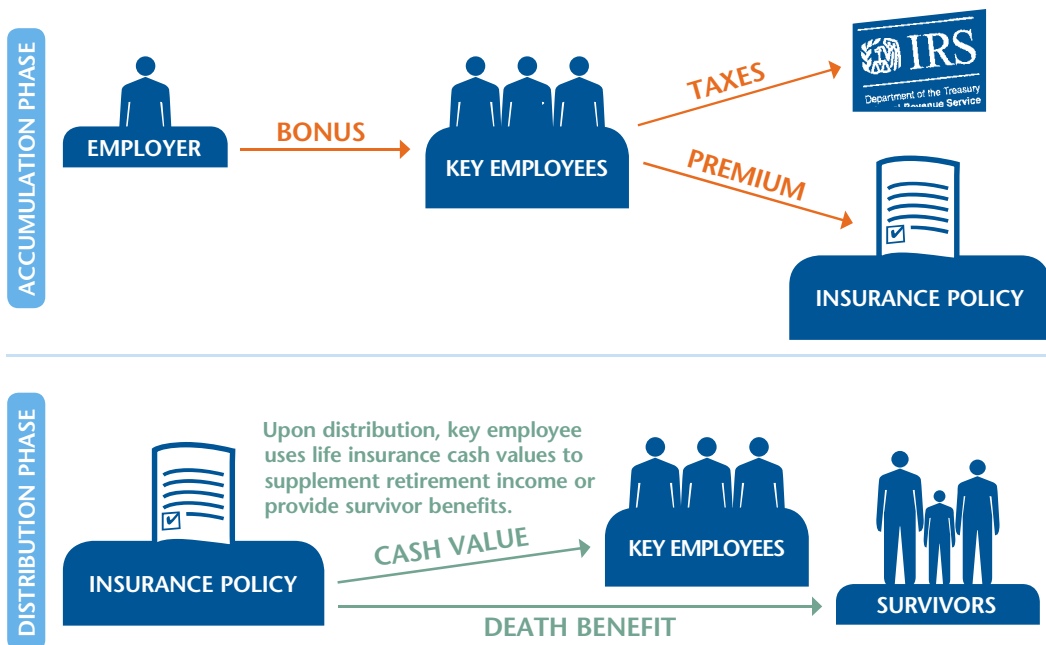 ACCUMULATION PHASE
EMPLOYER
BONUS
KEY EMPLOYEES
TAXES
IRS
Department of the Treasury
Revenue Service
PREMIUM
INSURANCE POLICY
DISTRIBUTION PHASE
Upon distribution, key employee
uses life insurance cash values to
supplement retirement income or
provide survivor benefits.
INSURANCE POLICY
CASH VALUE
KEY EMPLOYEES
DEATH BENEFIT
SURVIVORS